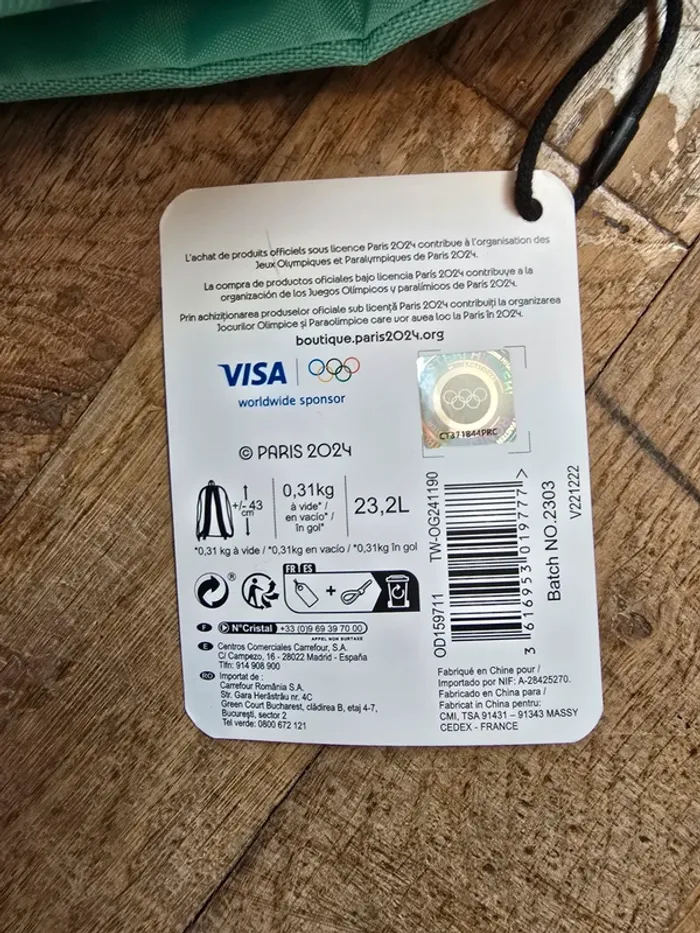 L'achat de produits officiels sous licence Paris 2024 contribue à l'organisation des
Jeux Olympiques et Paralympiques de Paris 2024.
La compra de productos oficiales bajo licencia París 2024 contribuye a la
organización de los Juegos Olímpicos y paralímpicos de París 2024.
Prin achiziționarea produselor oficiale sub licență Paris 2024 contribuiți la organizarea
Jocurilor Olimpice și Paraolimpice care vor avea loc la Paris în 2024.
boutique.paris2024.org
VISA
worldwide sponsor
CT371844PRC
© PARIS 2024
+/- 43
cm
0,31kg
à vide* /
en vacío* /
în gol*
23,2L
*0,31 kg à vide / *0,31kg en vacío / *0,31kg în gol
®
FR | ES
+
F N°Cristal +33 (0)9 69 39 70 00
APPEL NON SURTAXÉ
E Centros Comerciales Carrefour, S.A.
C/ Campezo, 16 - 28022 Madrid - España
Tlfn: 914 908 900
RO Importat de :
Carrefour România S.A.
Str. Gara Herăstrău nr. 4C
Green Court Bucharest, clădirea B, etaj 4-7,
București, sector 2
Tel verde: 0800 672 121
OD159711 TW-OG241190
3 616953 019777 >
Batch NO.2303
V221222
Fabriqué en Chine pour /
Importado por NIF: A-28425270.
Fabricado en China para /
Fabricat in China pentru:
CMI, TSA 91431 – 91343 MASSY
CEDEX - FRANCE